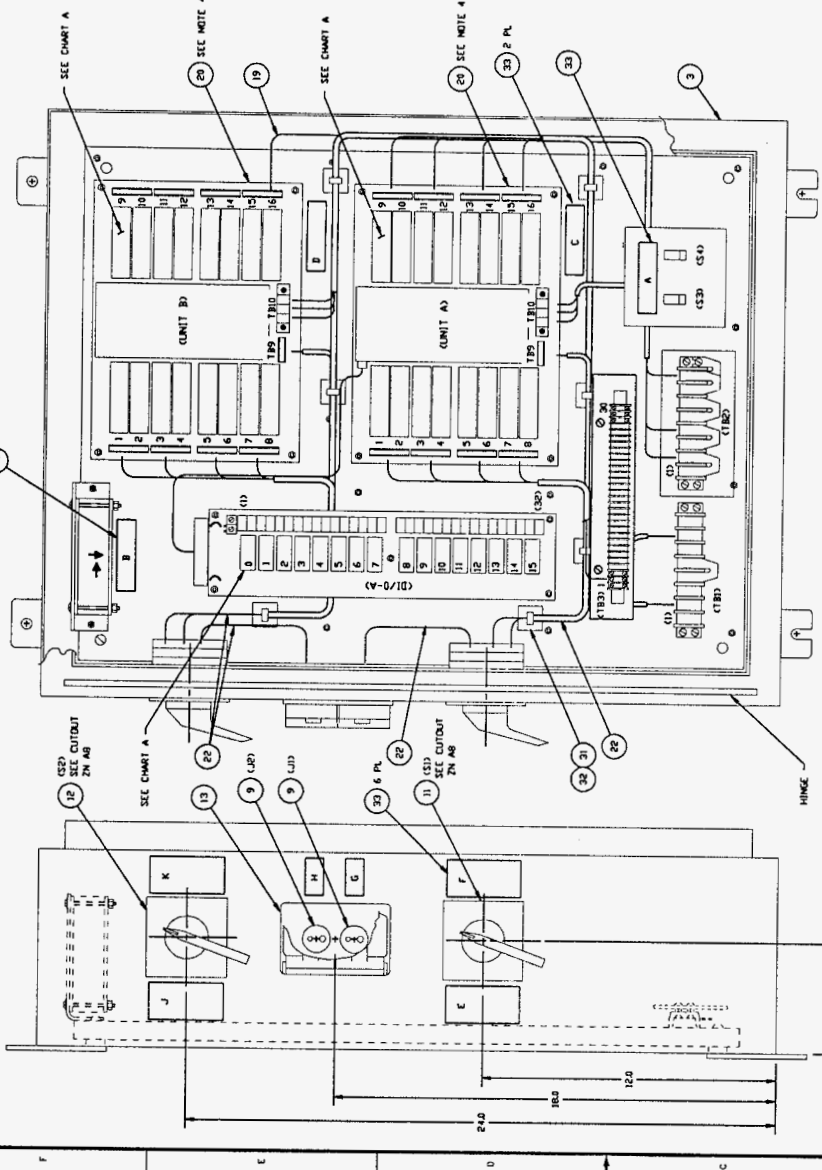 SEE CHART A
20 SEE NOTE 4
19
SEE CHART A
20 SEE NOTE 4
33 2 PL
33
3
9
10
11
12
13
14
15
16
(UNIT B)
D
1
2
3
4
5
6
7
8
TB9
TB10
9
10
11
12
13
14
15
16
(UNIT A)
C
1
2
3
4
5
6
7
8
TB9
TB10
A
(S3)
(S4)
B
(1)
0
1
2
3
4
5
6
7
8
9
10
11
12
13
14
15
(32)
(DI/O-A)
(TB3) 1
30
(1)
(TB2)
(1)
(TB1)
SEE CHART A
22
22
22
31
32
HINGE
(S2)
12 SEE CUTOUT
ZN A8
13
9 (J2)
9 (J1)
33 6 PL
(S1)
11 SEE CUTOUT
ZN A8
K
J
H
G
F
E
24.0
18.0
12.0
F
E
D
C